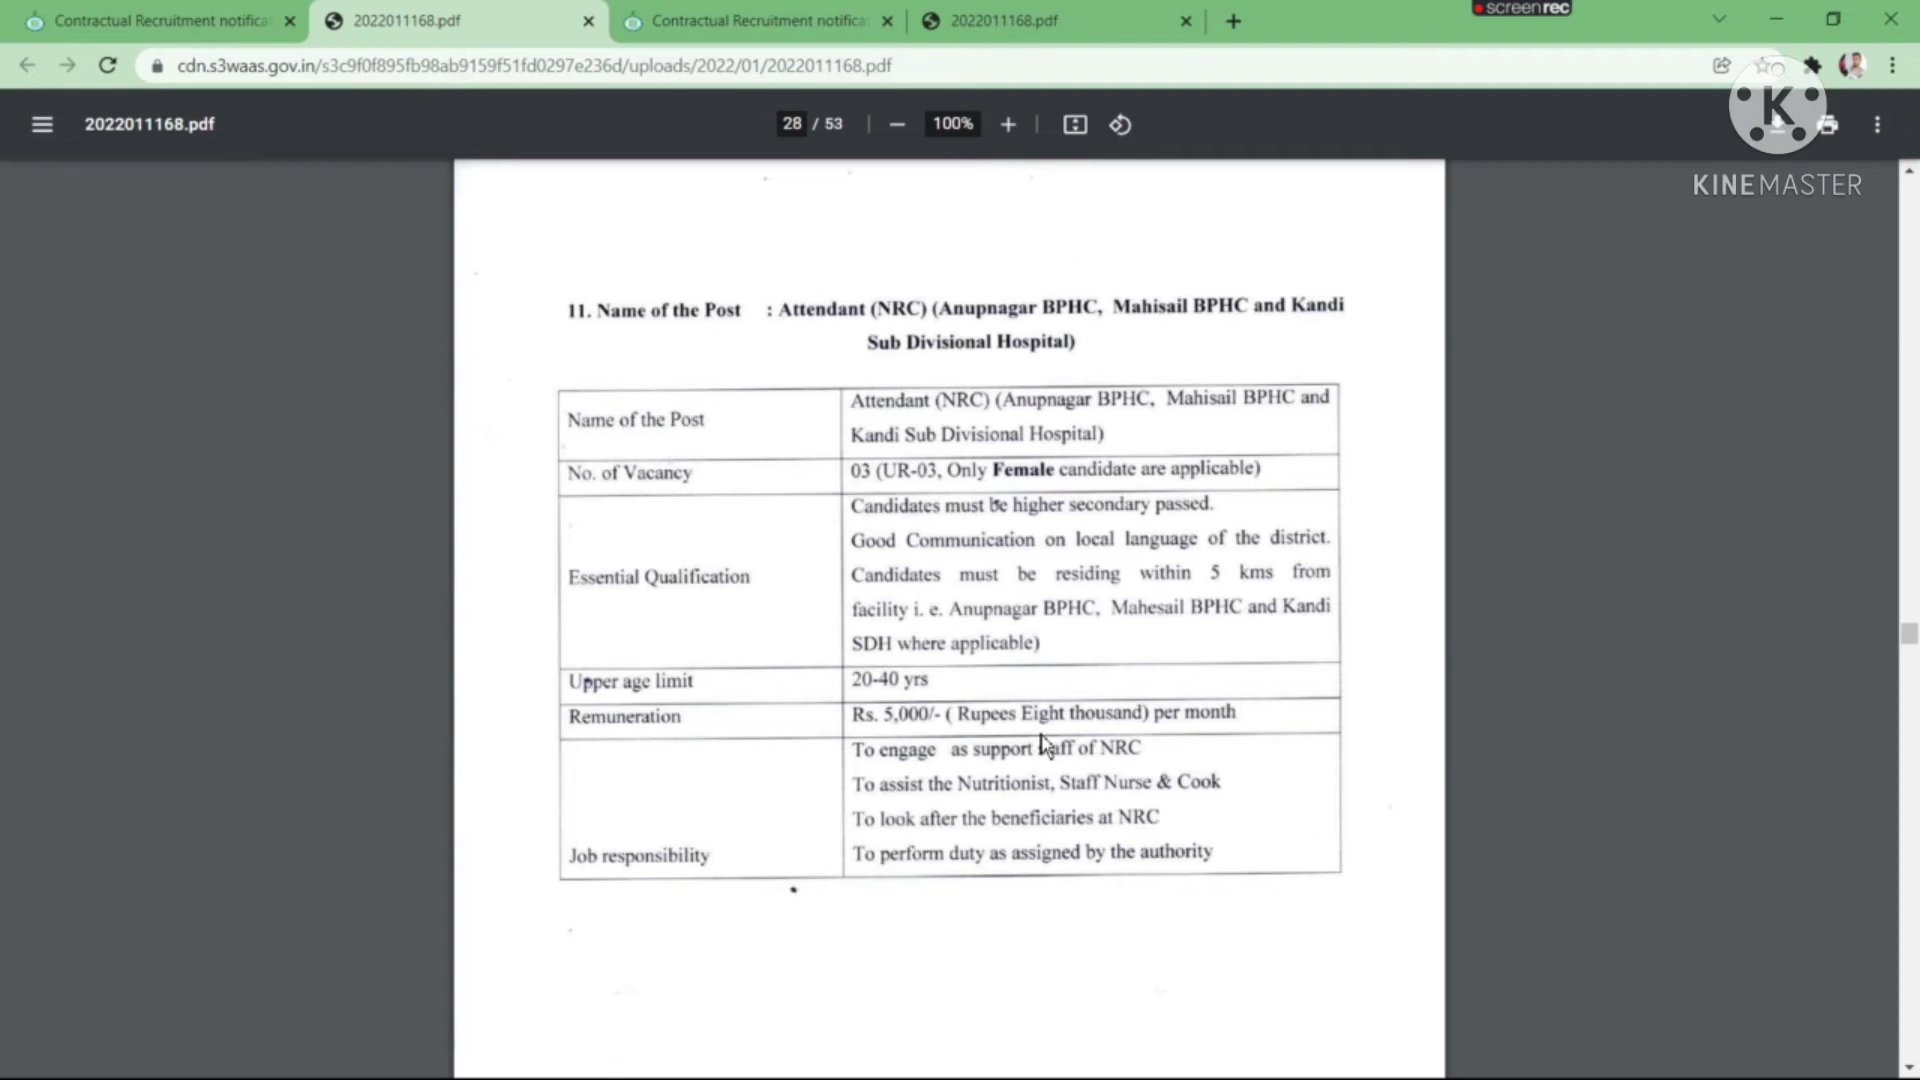 screenrec
Contractual Recruitment notifica
2022011168.pdf
Contractual Recruitment notifica
2022011168.pdf
cdn.s3waas.gov.in/s3c9f0f895fb98ab9159f51fd0297e236d/uploads/2022/01/2022011168.pdf
2022011168.pdf
28 / 53
100%
K
KINEMASTER
11. Name of the Post : Attendant (NRC) (Anupnagar BPHC, Mahisail BPHC and Kandi
Sub Divisional Hospital)
Name of the Post
Attendant (NRC) (Anupnagar BPHC, Mahisail BPHC and
Kandi Sub Divisional Hospital)
No. of Vacancy
03 (UR-03, Only Female candidate are applicable)
Essential Qualification
Candidates must be higher secondary passed.
Good Communication on local language of the district.
Candidates must be residing within 5 kms from
facility i. e. Anupnagar BPHC, Mahesail BPHC and Kandi
SDH where applicable)
Upper age limit
20-40 yrs
Remuneration
Rs. 5,000/- ( Rupees Eight thousand) per month
Job responsibility
To engage as support staff of NRC
To assist the Nutritionist, Staff Nurse & Cook
To look after the beneficiaries at NRC
To perform duty as assigned by the authority